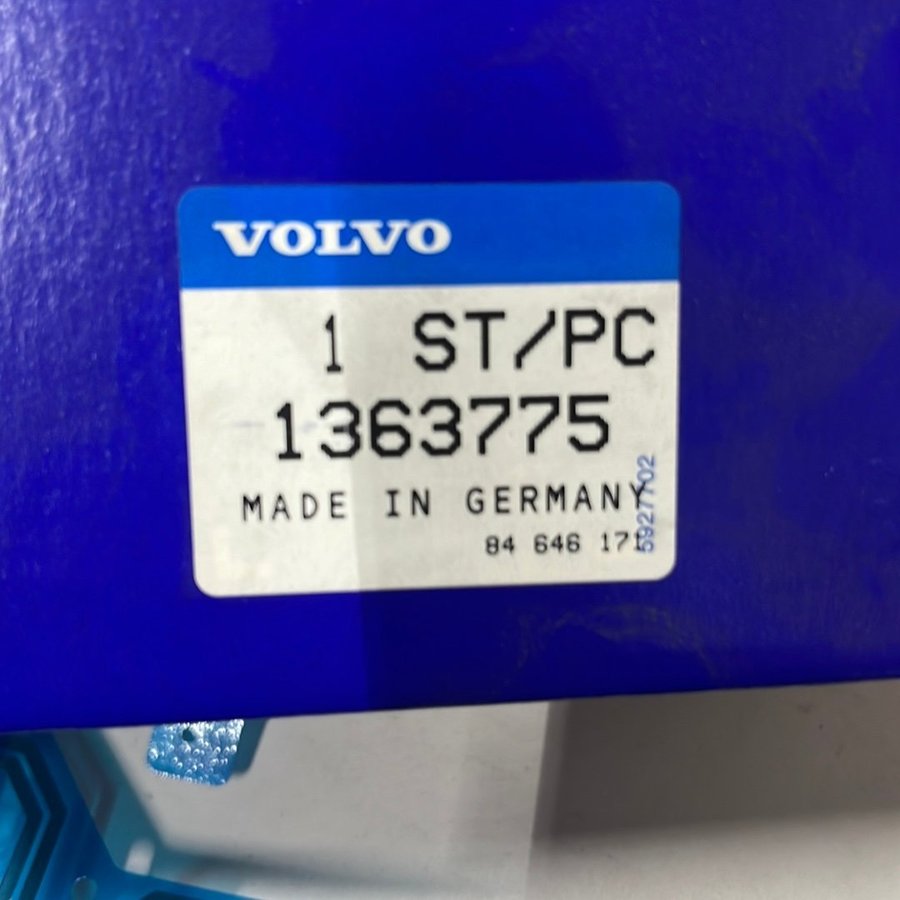 VOLVO
1 ST/PC
1363775
MADE IN GERMANY
84 646 171
5927702